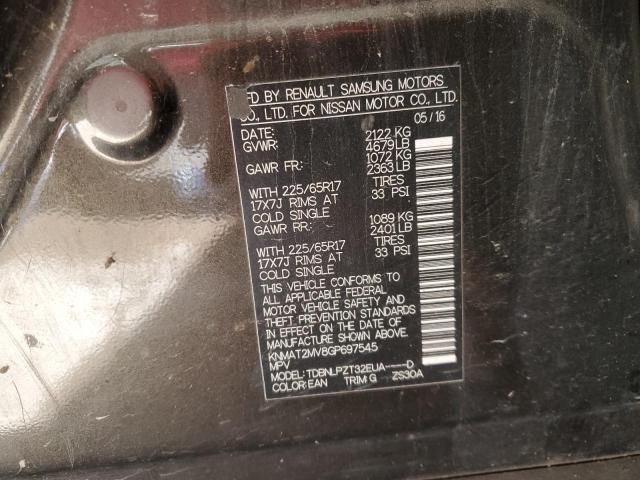 FD BY RENAULT SAMSUNG MOTORS
CO., LTD. FOR NISSAN MOTOR CO., LTD.
05/16
DATE:
GVWR: 2122 KG
4679 LB
GAWR FR: 1072 KG
2363 LB
WITH 225/65R17 TIRES
17X7J RIMS AT 33 PSI
COLD SINGLE
GAWR RR: 1089 KG
2401 LB
WITH 225/65R17 TIRES
17X7J RIMS AT 33 PSI
COLD SINGLE
THIS VEHICLE CONFORMS TO
ALL APPLICABLE FEDERAL
MOTOR VEHICLE SAFETY AND
THEFT PREVENTION STANDARDS
IN EFFECT ON THE DATE OF
MANUFACTURE SHOWN ABOVE.
KNMAT2MV8GP697545
MPV
MODEL: TDBNLPZT32EUA-----D
COLOR: EAN TRIM: G ZS30A